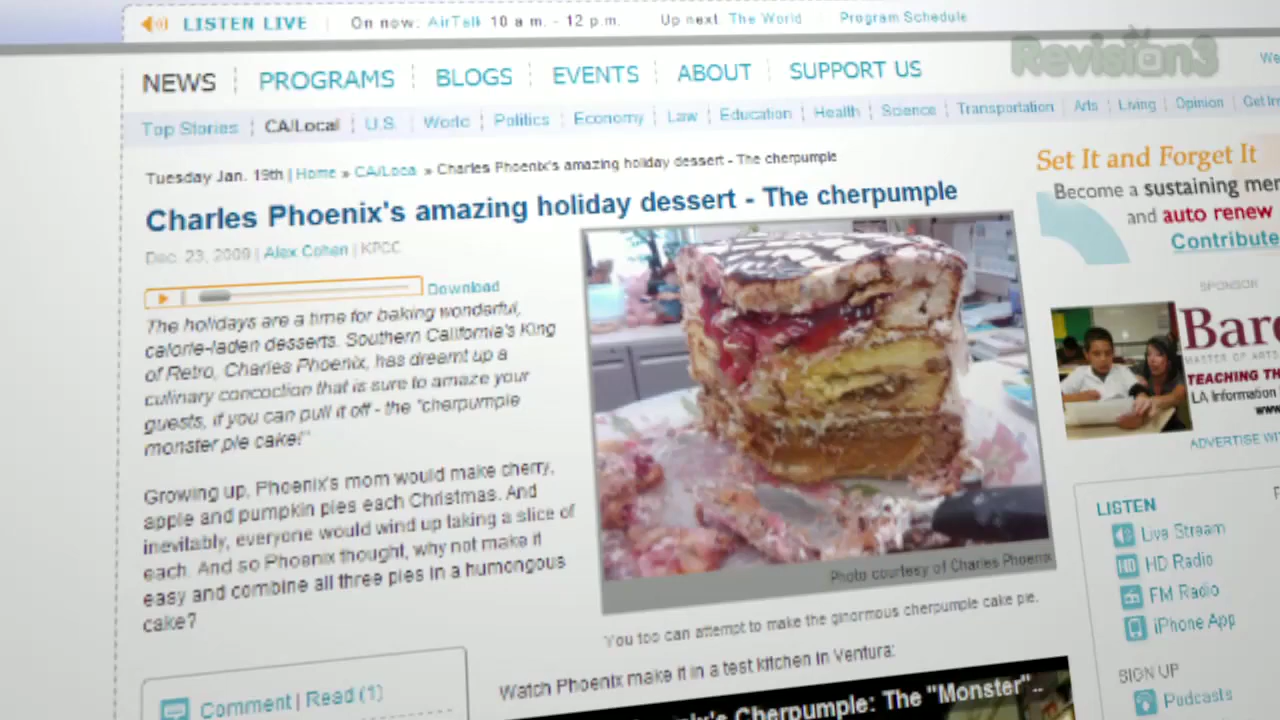 LISTEN LIVE On now: AirTalk 10 a.m. - 12 p.m. Up next The World Program Schedule
Revision3
NEWS PROGRAMS BLOGS EVENTS ABOUT SUPPORT US
Top Stories CA/Local U.S. World Politics Economy Law Education Health Science Transportation Arts Living Opinion
Tuesday Jan. 19th | Home » CA/Local » Charles Phoenix's amazing holiday dessert - The cherpumple
Charles Phoenix's amazing holiday dessert - The cherpumple
Dec. 23, 2009 | Alex Cohen | KPCC
Download
The holidays are a time for baking wonderful,
calorie-laden desserts. Southern California's King
of Retro, Charles Phoenix, has dreamt up a
culinary concoction that is sure to amaze your
guests, if you can pull it off - the "cherpumple
monster pie cake!"
Growing up, Phoenix's mom would make cherry,
apple and pumpkin pies each Christmas. And
inevitably, everyone would wind up taking a slice of
each. And so Phoenix thought, why not make it
easy and combine all three pies in a humongous
cake?
Comment | Read (1)
Photo courtesy of Charles Phoenix
You too can attempt to make the ginormous cherpumple cake pie.
Watch Phoenix make it in a test kitchen in Ventura:
Cherpumple: The "Monster"..
Set It and Forget It
Become a sustaining
and auto renew
Contribute
SPONSOR
MASTER OF ARTS
TEACHING
LA Information
ADVERTISE
LISTEN
Live Stream
HD Radio
FM Radio
iPhone App
SIGN UP
Podcasts